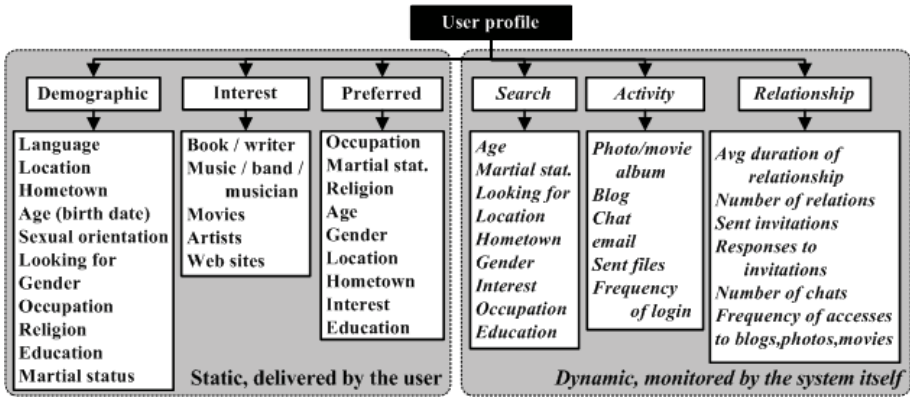 User profile
Demographic
Interest
Preferred
Search
Activity
Relationship
Language
Location
Hometown
Age (birth date)
Sexual orientation
Looking for
Gender
Occupation
Religion
Education
Martial status
Book / writer
Music / band /
musician
Movies
Artists
Web sites
Occupation
Martial stat.
Religion
Age
Gender
Location
Hometown
Interest
Education
Age
Martial stat.
Looking for
Location
Hometown
Gender
Interest
Occupation
Education
Photo/movie
album
Blog
Chat
email
Sent files
Frequency
of login
Avg duration of
relationship
Number of relations
Sent invitations
Responses to
invitations
Number of chats
Frequency of accesses
to blogs,photos,movies
Static, delivered by the user
Dynamic, monitored by the system itself